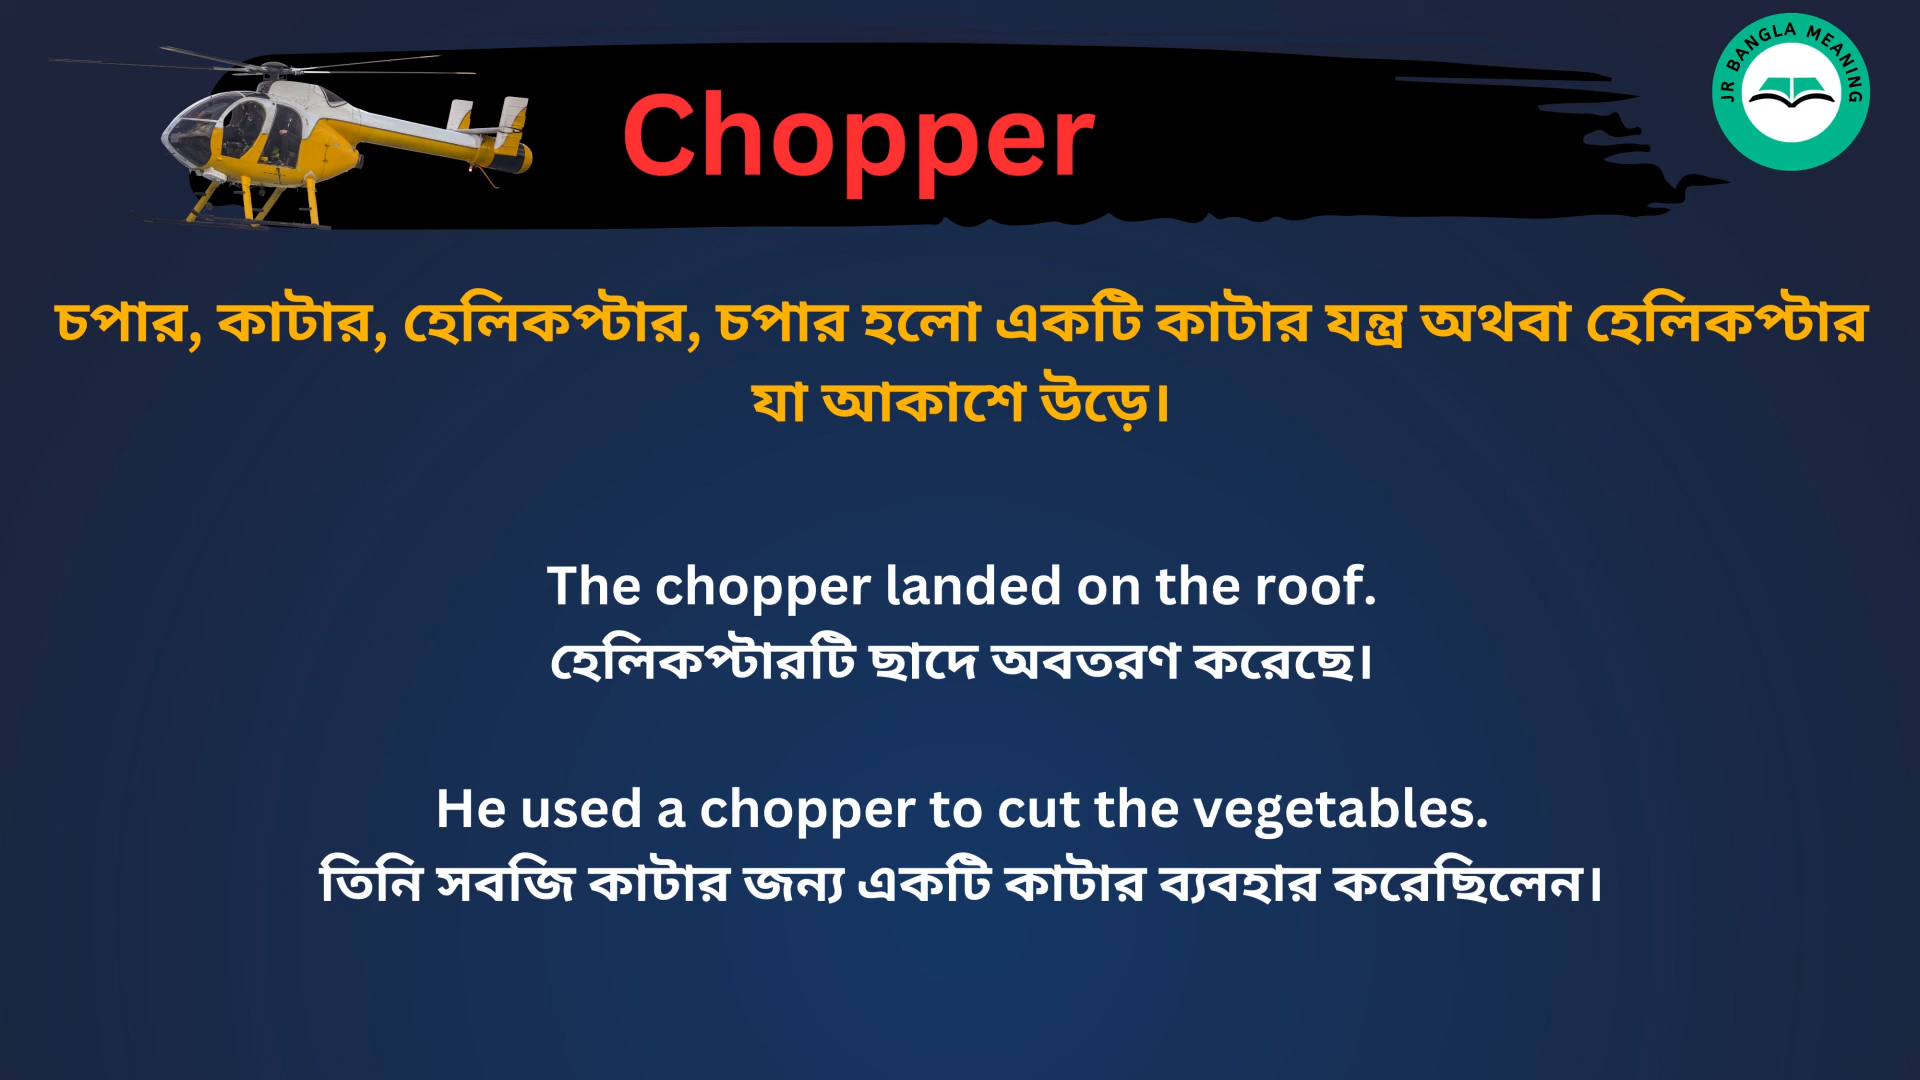 Chopper
JR BANGLA MEANING
চপার, কাটার, হেলিকপ্টার, চপার হলো একটি কাটার যন্ত্র অথবা হেলিকপ্টার
যা আকাশে উড়ে।
The chopper landed on the roof.
হেলিকপ্টারটি ছাদে অবতরণ করেছে।
He used a chopper to cut the vegetables.
তিনি সবজি কাটার জন্য একটি কাটার ব্যবহার করেছিলেন।